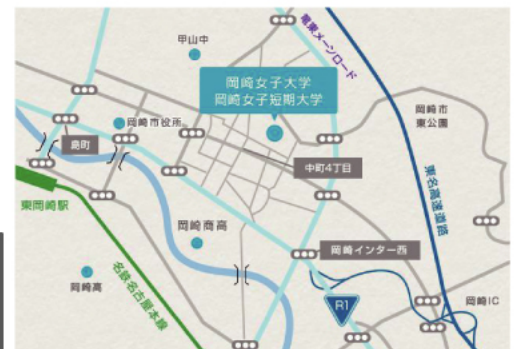 甲山中
電東メーンロード
岡崎女子大学
岡崎女子短期大学
岡崎市
東公園
岡崎市役所
島町
中町4丁目
東名高速道路
東岡崎駅
岡崎商高
岡崎インター西
岡崎高
名鉄名古屋本線
R1
岡崎IC